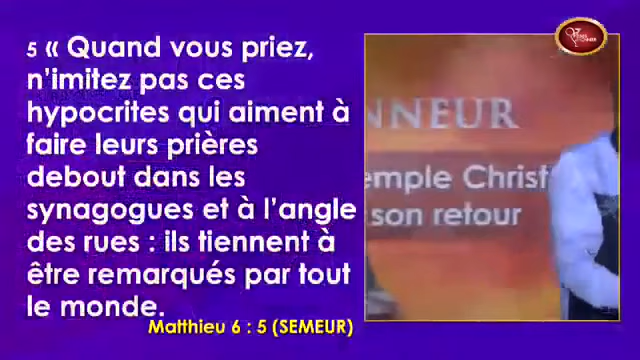 5 « Quand vous priez,
n'imitez pas ces
hypocrites qui aiment à
faire leurs prières
debout dans les
synagogues et à l'angle
des rues : ils tiennent à
être remarqués par tout
le monde.
Matthieu 6 : 5 (SEMEUR)
NNEUR
emple Christ
son retour